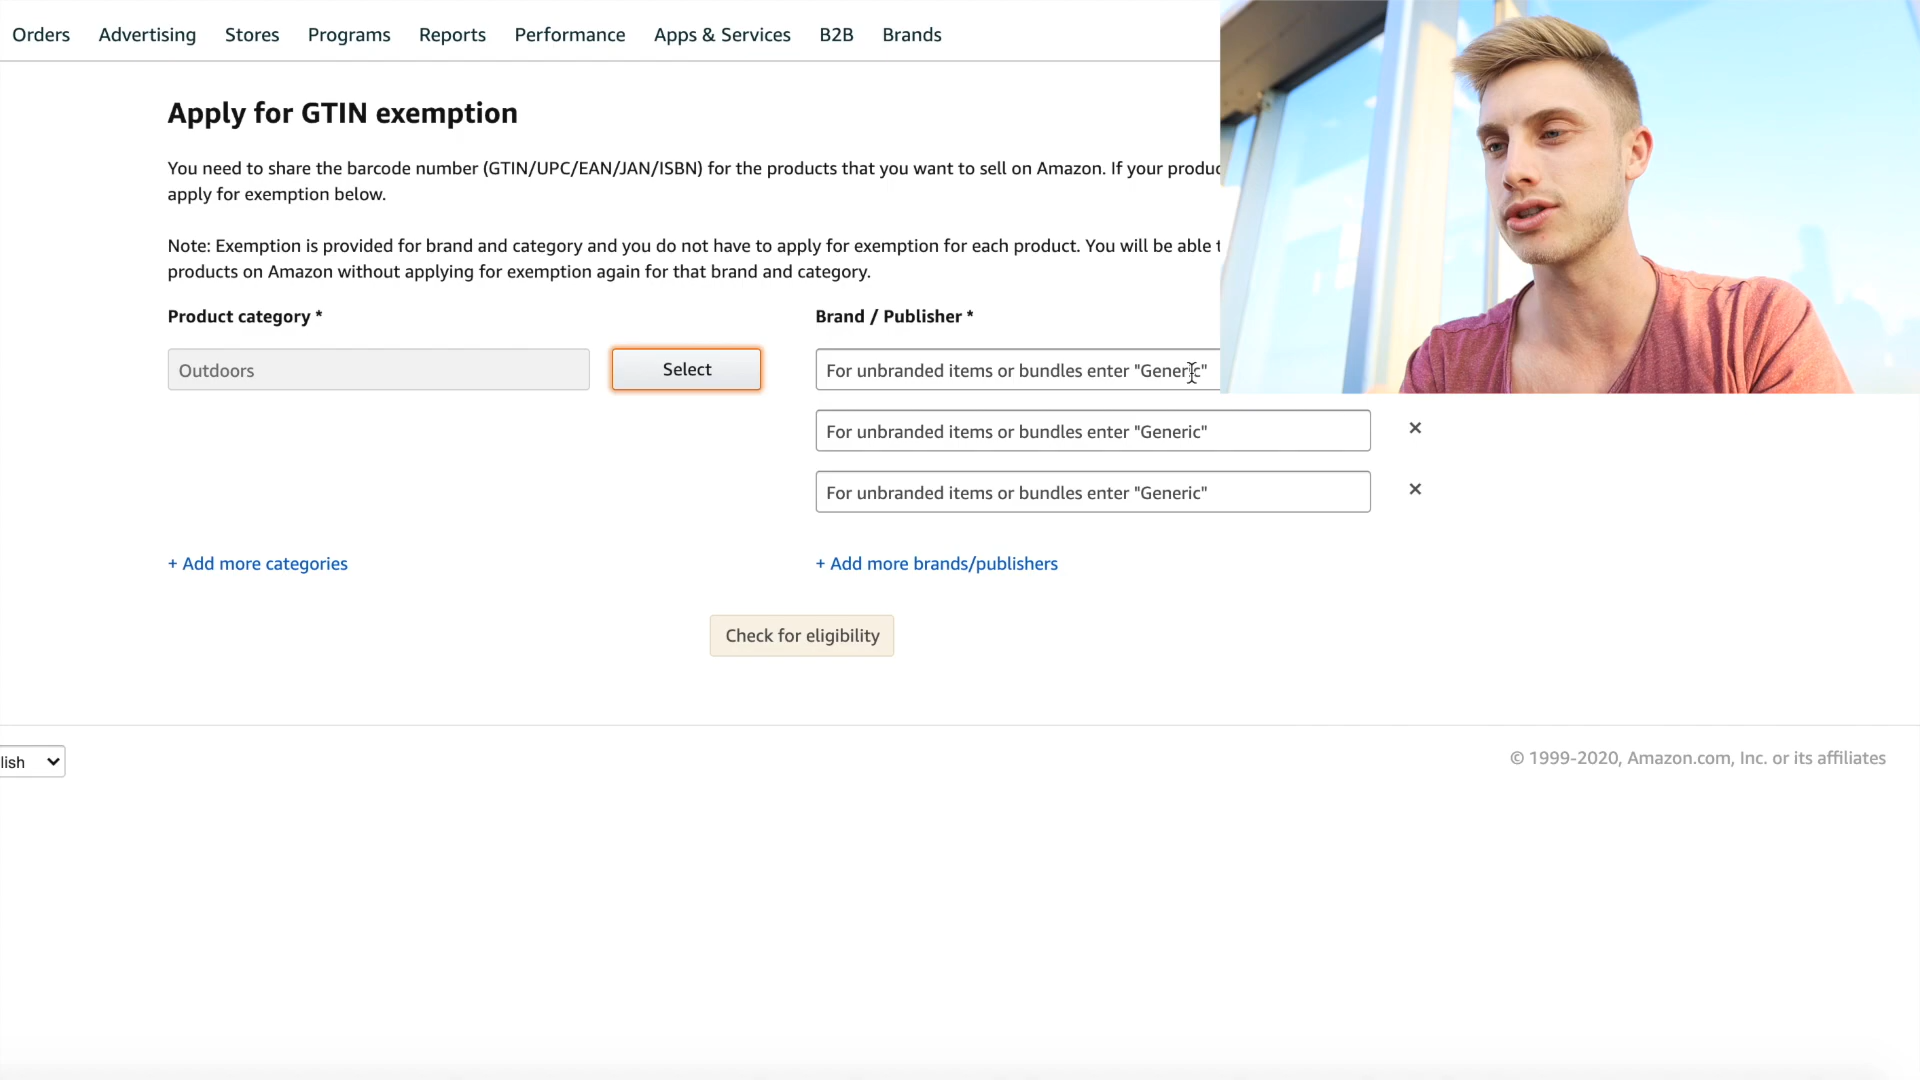 Orders Advertising Stores Programs Reports Performance Apps & Services B2B Brands
Apply for GTIN exemption
You need to share the barcode number (GTIN/UPC/EAN/JAN/ISBN) for the products that you want to sell on Amazon. If your
apply for exemption below.
Note: Exemption is provided for brand and category and you do not have to apply for exemption for each product. You will be able
products on Amazon without applying for exemption again for that brand and category.
Product category * Brand / Publisher *
Outdoors Select For unbranded items or bundles enter "Generic"
For unbranded items or bundles enter "Generic" ×
For unbranded items or bundles enter "Generic" ×
+ Add more categories + Add more brands/publishers
Check for eligibility
lish © 1999-2020, Amazon.com, Inc. or its affiliates